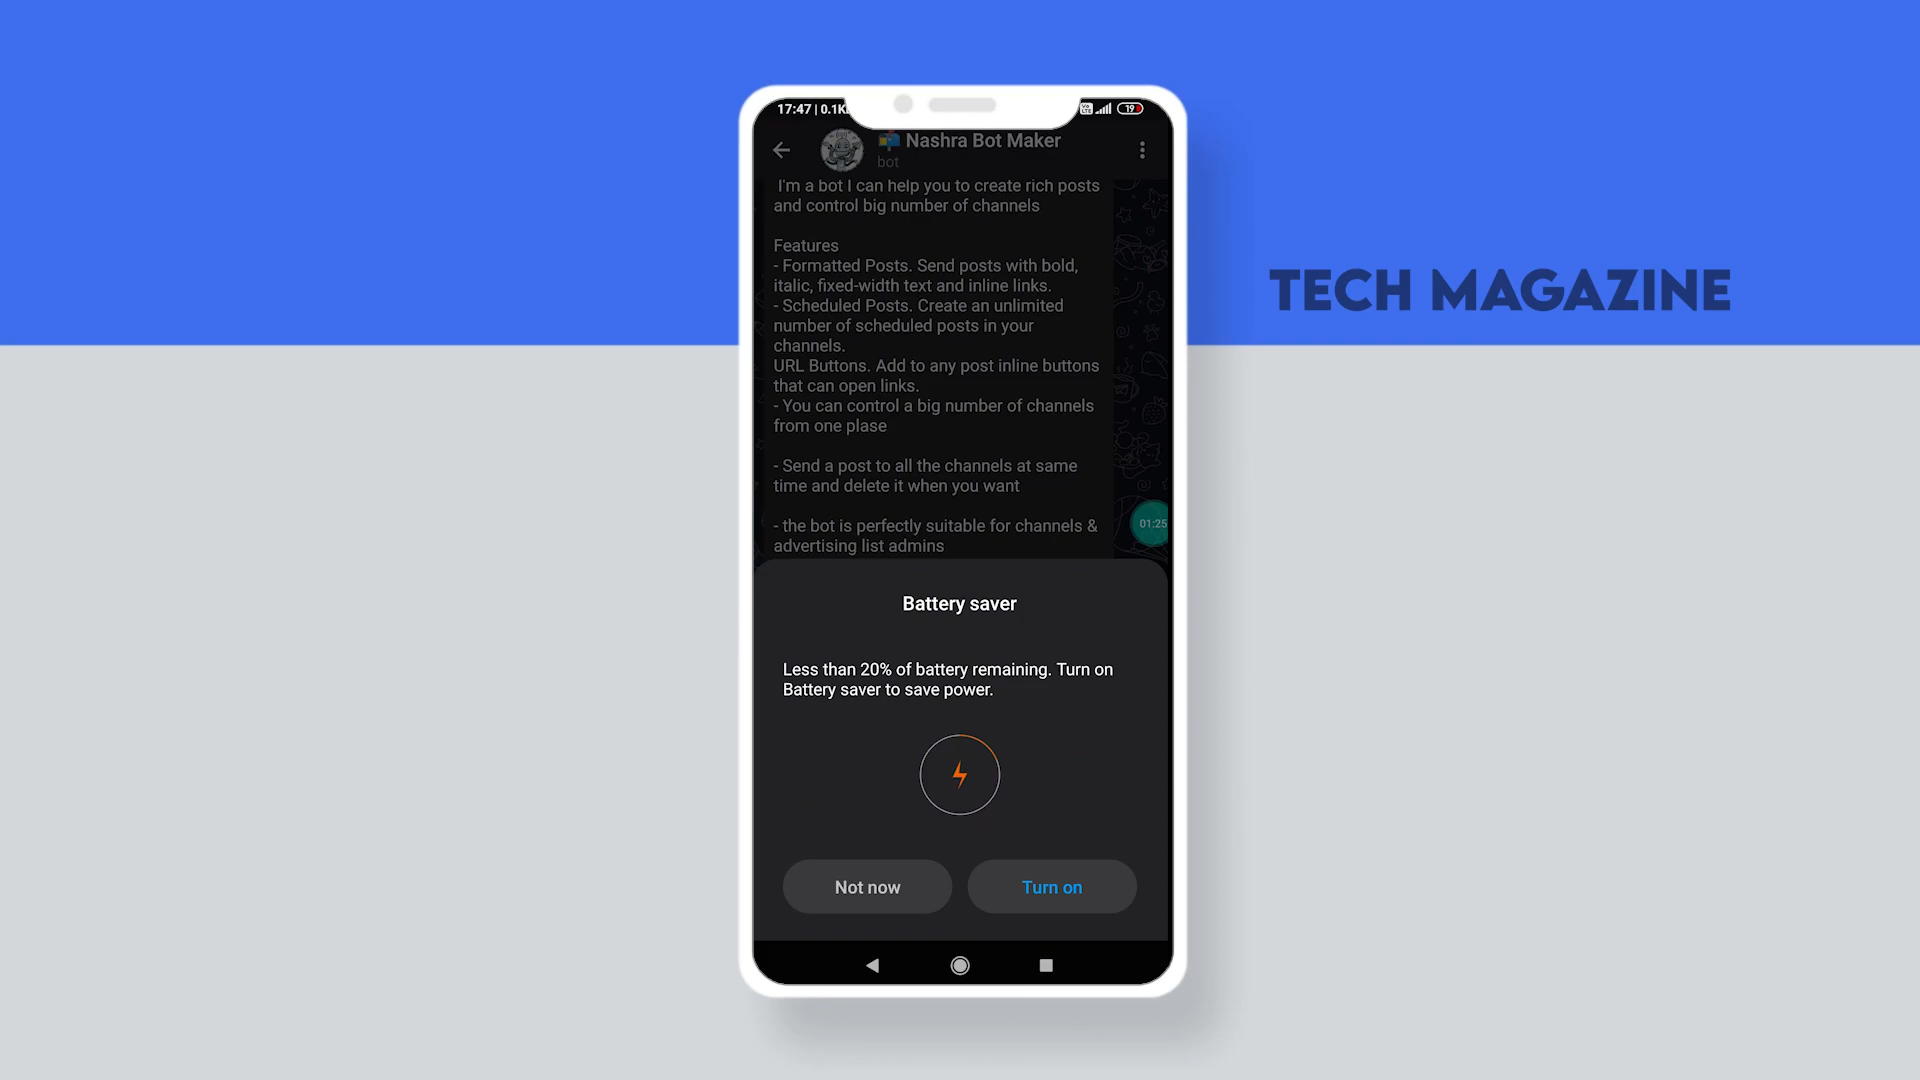 17:47 | 0.1K
Vo LTE
19
Nashra Bot Maker
bot
I'm a bot I can help you to create rich posts
and control big number of channels
Features
- Formatted Posts. Send posts with bold,
italic, fixed-width text and inline links.
- Scheduled Posts. Create an unlimited
number of scheduled posts in your
channels.
URL Buttons. Add to any post inline buttons
that can open links.
- You can control a big number of channels
from one plase
- Send a post to all the channels at same
time and delete it when you want
- the bot is perfectly suitable for channels &
advertising list admins
01:25
Battery saver
Less than 20% of battery remaining. Turn on
Battery saver to save power.
Not now
Turn on
TECH MAGAZINE